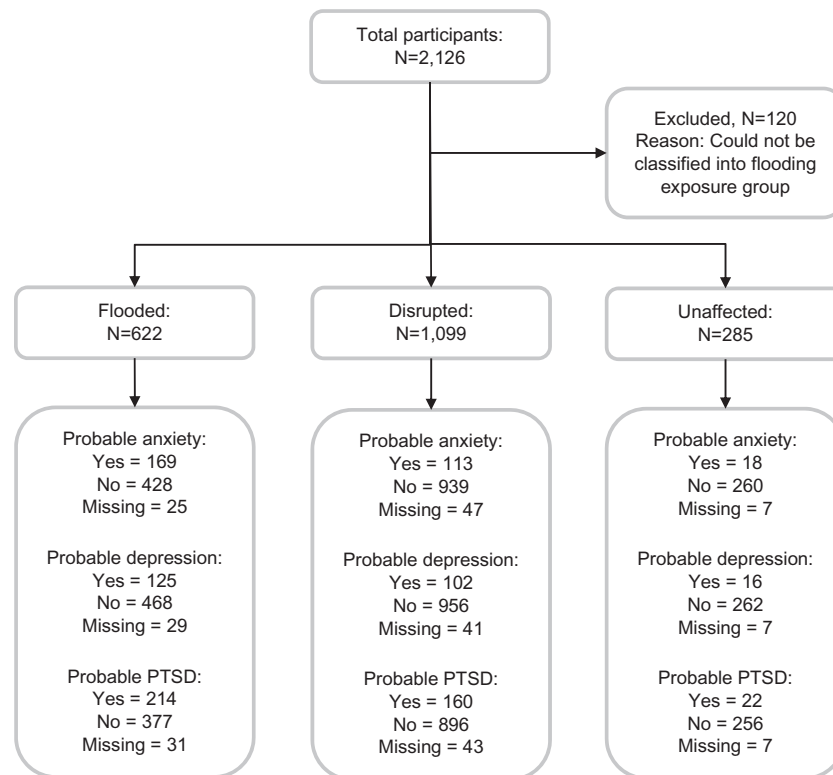 Total participants:
N=2,126
Excluded, N=120
Reason: Could not be
classified into flooding
exposure group
Flooded:
N=622
Disrupted:
N=1,099
Unaffected:
N=285
Probable anxiety:
Yes = 169
No = 428
Missing = 25
Probable depression:
Yes = 125
No = 468
Missing = 29
Probable PTSD:
Yes = 214
No = 377
Missing = 31
Probable anxiety:
Yes = 113
No = 939
Missing = 47
Probable depression:
Yes = 102
No = 956
Missing = 41
Probable PTSD:
Yes = 160
No = 896
Missing = 43
Probable anxiety:
Yes = 18
No = 260
Missing = 7
Probable depression:
Yes = 16
No = 262
Missing = 7
Probable PTSD:
Yes = 22
No = 256
Missing = 7